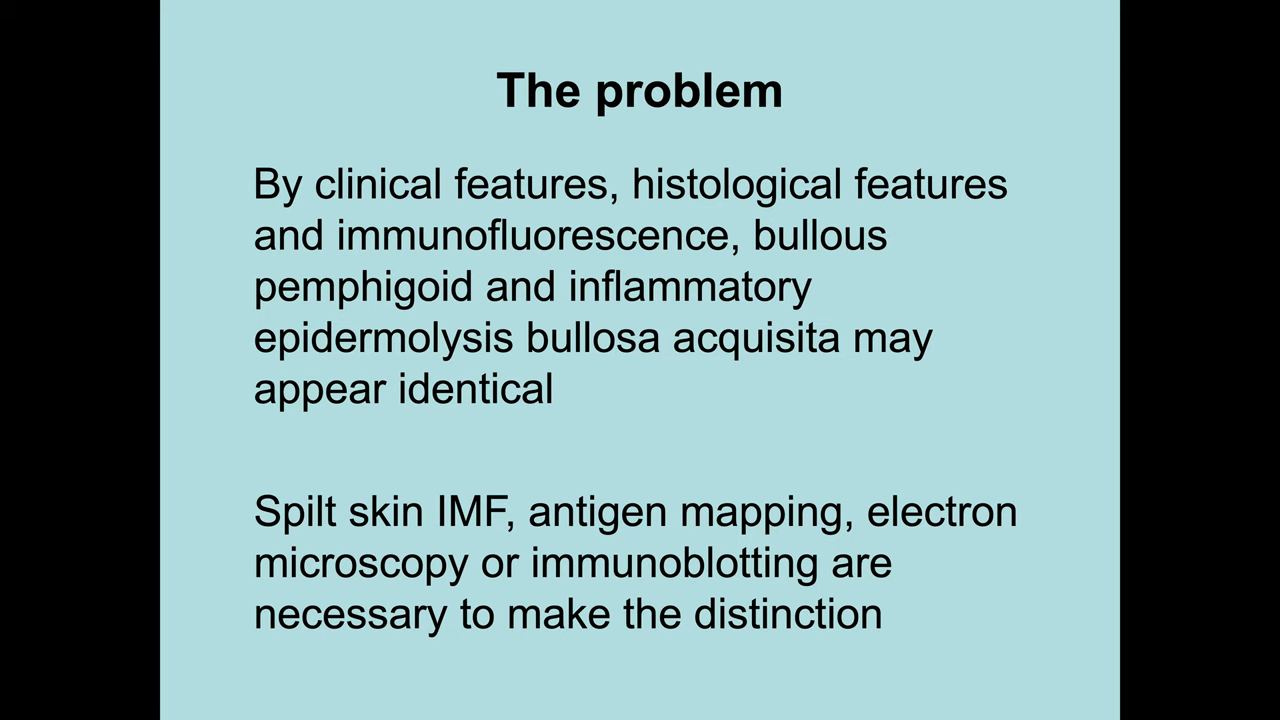 The problem
By clinical features, histological features
and immunofluorescence, bullous
pemphigoid and inflammatory
epidermolysis bullosa acquisita may
appear identical
Spilt skin IMF, antigen mapping, electron
microscopy or immunoblotting are
necessary to make the distinction